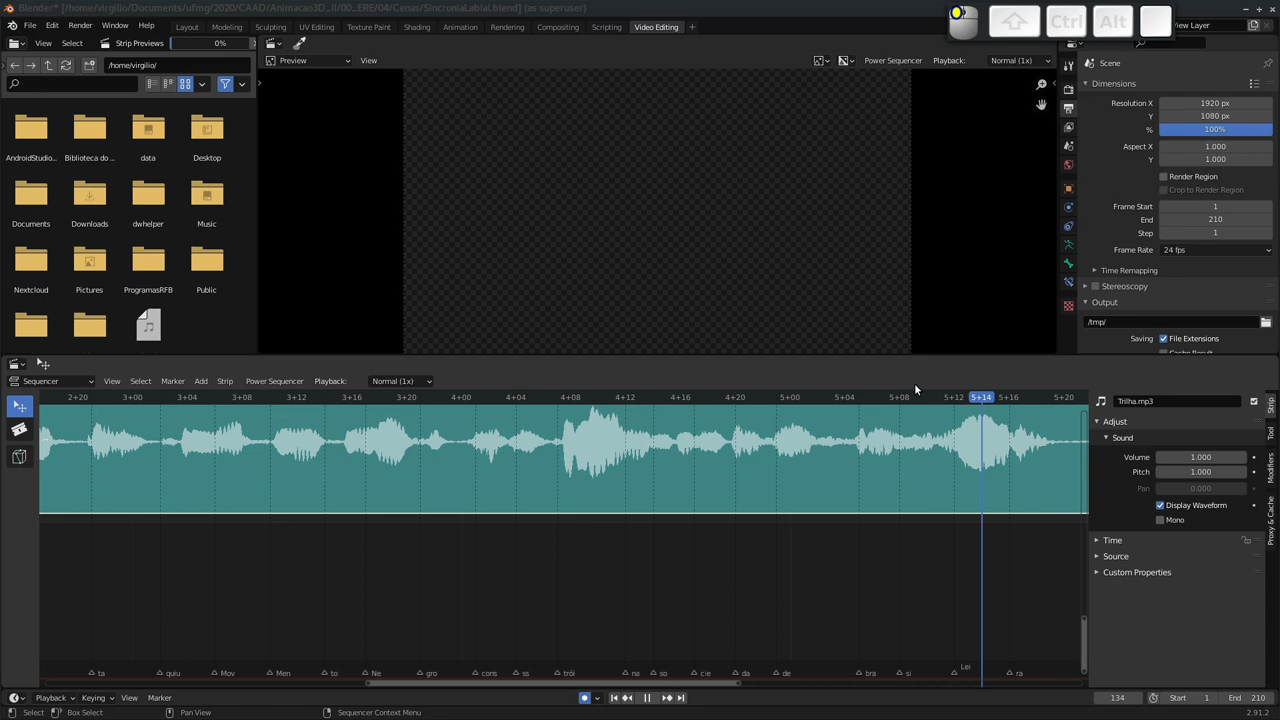 Blender* [/home/virgilio/Documents/ufmg/2020/CAAD/Animacao3D_II/00_ERE/04/Cenas/SincroniaLabial.blend] (as superuser)
File Edit Render Window Help Layout Modeling Sculpting UV Editing Texture Paint Shading Animation Rendering Compositing Scripting Video Editing View Layer
Ctrl Alt
View Select Strip Previews 0%
Preview View Power Sequencer Playback: Normal (1x)
/home/virgilio/
Scene
Dimensions
Resolution X 1920 px
Y 1080 px
% 100%
Aspect X 1.000
Y 1.000
Render Region
Crop to Render Region
Frame Start 1
End 210
Step 1
Frame Rate 24 fps
Time Remapping
Stereoscopy
Output
/tmp/
Saving File Extensions
Cache Result
AndroidStudio... Biblioteca do ... data Desktop
Documents Downloads dwhelper Music
Nextcloud Pictures ProgramasRFB Public
Sequencer View Select Marker Add Strip Power Sequencer Playback: Normal (1x)
2+20 3+00 3+04 3+08 3+12 3+16 3+20 4+00 4+04 4+08 4+12 4+16 4+20 5+00 5+04 5+08 5+12 5+14 5+16 5+20
Trilha.mp3
Adjust
Sound
Volume 1.000
Pitch 1.000
Pan 0.000
Display Waveform
Mono
Time
Source
Custom Properties
Strip
Tool
Modifiers
Proxy & Cache
ta quiu Mov Men to Ne gro cons ss trói na so cie da de bra si Lei ra
Playback Keying View Marker 134 Start 1 End 210
Select Box Select Pan View Sequencer Context Menu 2.91.2